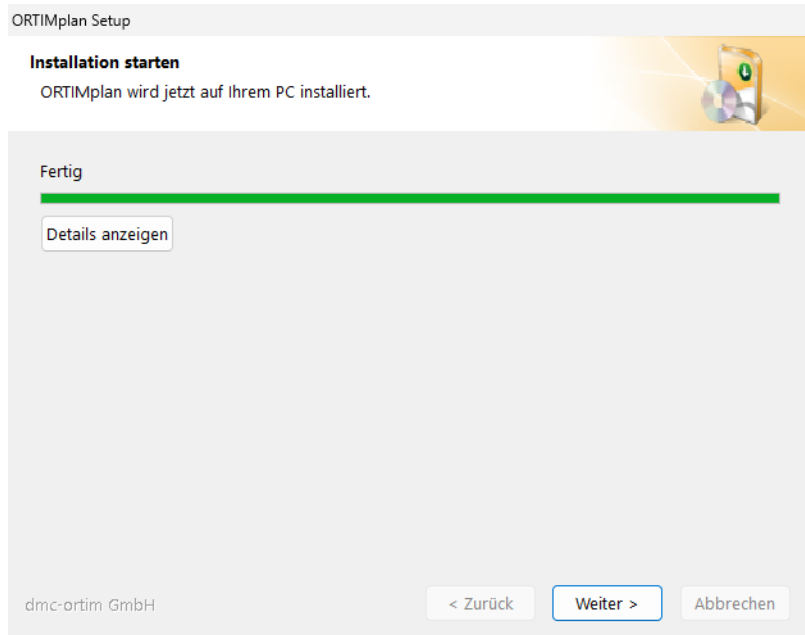 ORTIMplan Setup
Installation starten
ORTIMplan wird jetzt auf Ihrem PC installiert.
Fertig
Details anzeigen
dmc-ortim GmbH
< Zurück
Weiter >
Abbrechen